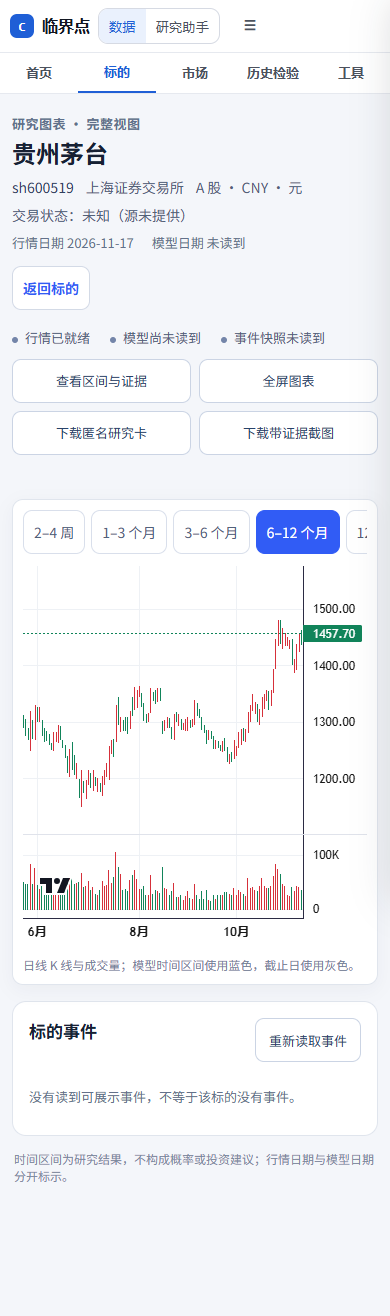 C 临界点 数据 研究助手 ☰
首页 标的 市场 历史检验 工具
研究图表 · 完整视图
贵州茅台
sh600519 上海证券交易所 A 股 · CNY · 元
交易状态：未知（源未提供）
行情日期 2026-11-17 模型日期 未读到
返回标的
行情已就绪 模型尚未读到 事件快照未读到
查看区间与证据 全屏图表
下载匿名研究卡 下载带证据截图
2–4 周 1–3 个月 3–6 个月 6–12 个月 12
1500.00
1457.70
1400.00
1300.00
1200.00
100K
0
6月 8月 10月
日线 K 线与成交量；模型时间区间使用蓝色，截止日使用灰色。
标的事件 重新读取事件
没有读到可展示事件，不等于该标的没有事件。
时间区间为研究结果，不构成概率或投资建议；行情日期与模型日期
分开标示。